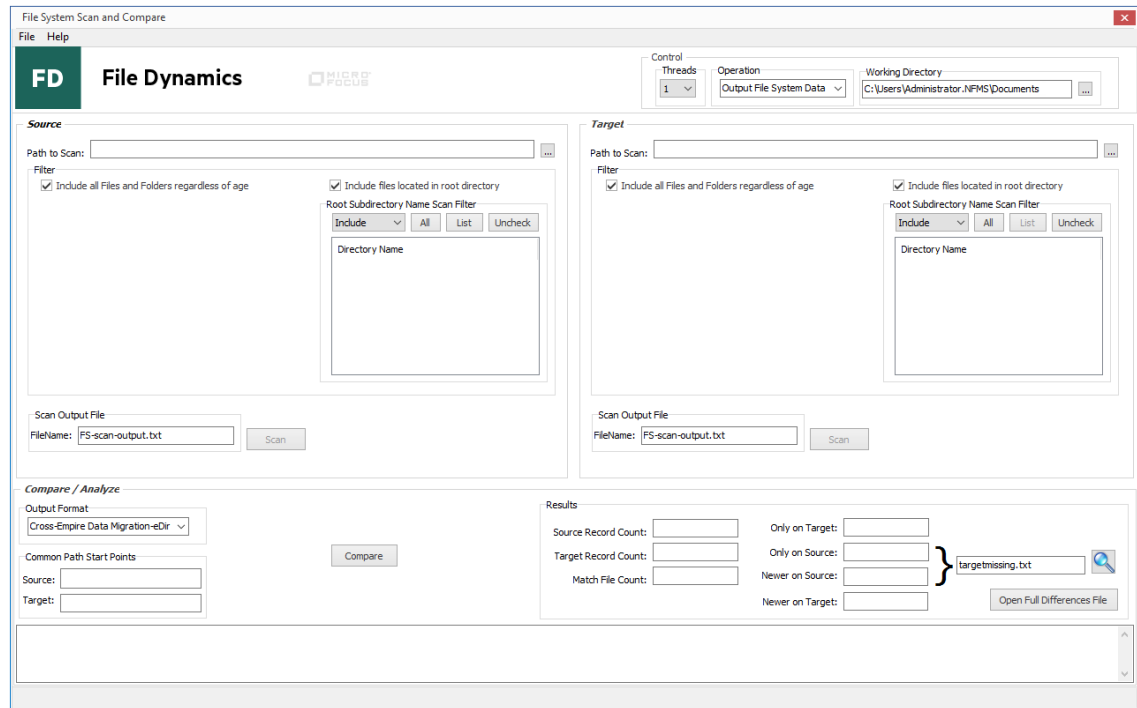 File System Scan and Compare
File Help
FD File Dynamics MICRO FOCUS
Control
Threads Operation Working Directory
1 Output File System Data C:\Users\Administrator.NFMS\Documents ...
Source
Path to Scan: ...
Filter
Include all Files and Folders regardless of age Include files located in root directory
Root Subdirectory Name Scan Filter
Include All List Uncheck
Directory Name
Scan Output File
FileName: FS-scan-output.txt Scan
Target
Path to Scan: ...
Filter
Include all Files and Folders regardless of age Include files located in root directory
Root Subdirectory Name Scan Filter
Include All List Uncheck
Directory Name
Scan Output File
FileName: FS-scan-output.txt Scan
Compare / Analyze
Output Format
Cross-Empire Data Migration-eDir
Common Path Start Points
Source:
Target:
Compare
Results
Source Record Count:
Target Record Count:
Match File Count:
Only on Target:
Only on Source:
Newer on Source:
Newer on Target:
} targetmissing.txt
Open Full Differences File